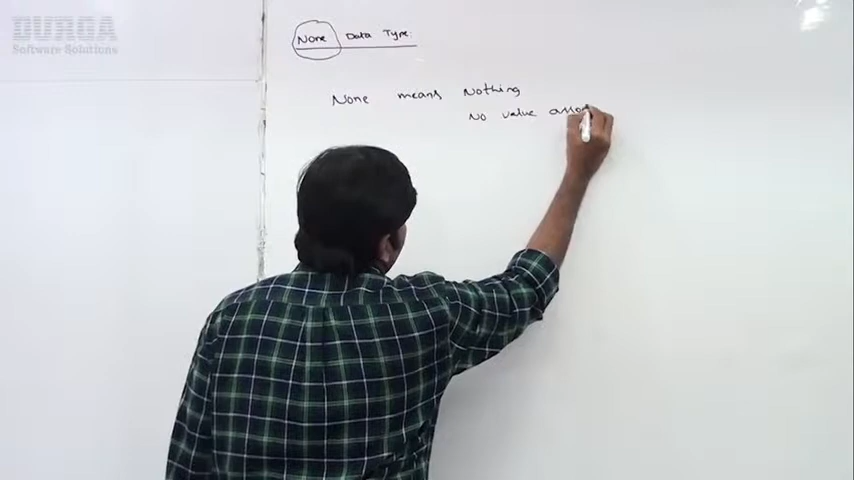 DURGA
Software Solutions
None Data Type:
None means Nothing
No value